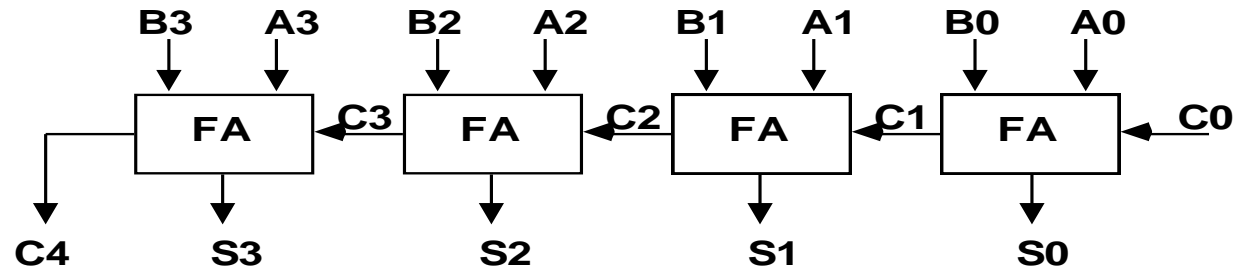 B3 A3 B2 A2 B1 A1 B0 A0
FA C3 FA C2 FA C1 FA C0
C4 S3 S2 S1 S0